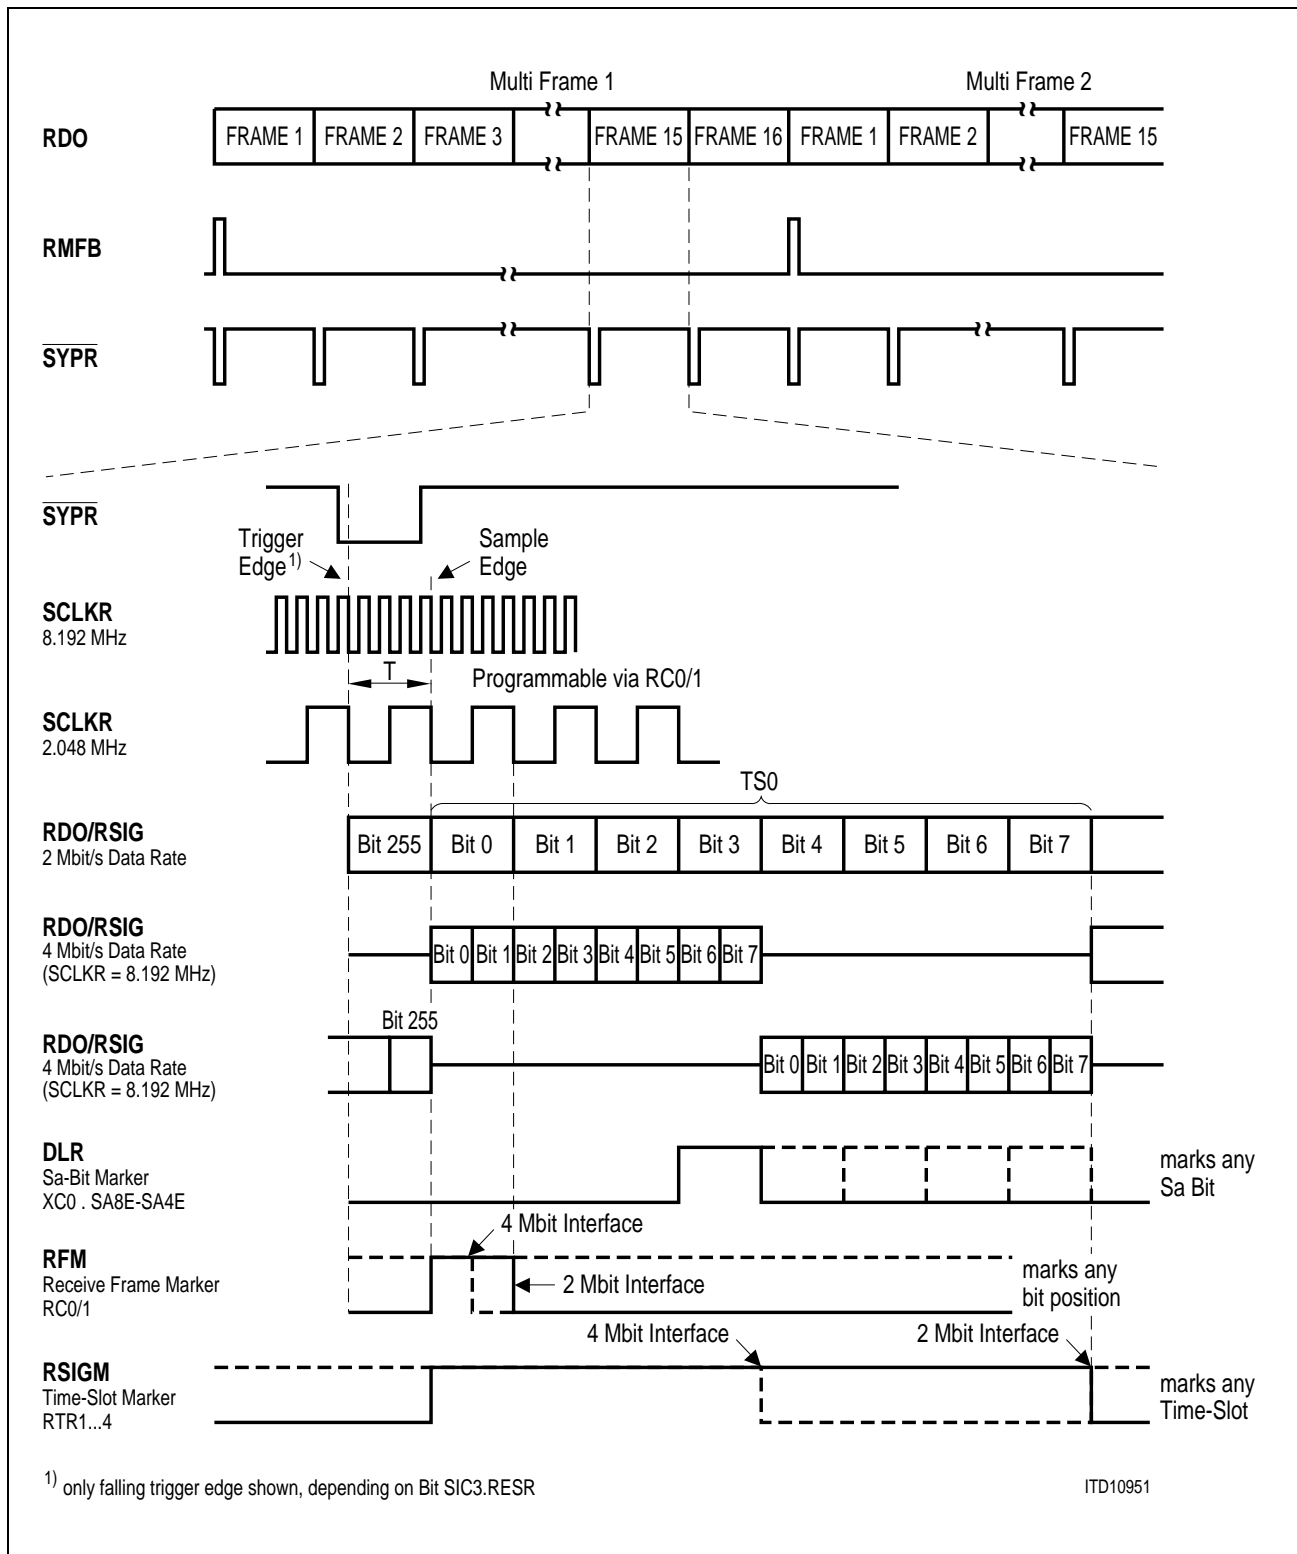 Multi Frame 1 Multi Frame 2
RDO FRAME 1 FRAME 2 FRAME 3 FRAME 15 FRAME 16 FRAME 1 FRAME 2 FRAME 15
RMFB
SYPR
SYPR
Trigger
Edge 1)
Sample
Edge
SCLKR
8.192 MHz
T
Programmable via RC0/1
SCLKR
2.048 MHz
TS0
RDO/RSIG
2 Mbit/s Data Rate
Bit 255 Bit 0 Bit 1 Bit 2 Bit 3 Bit 4 Bit 5 Bit 6 Bit 7
RDO/RSIG
4 Mbit/s Data Rate
(SCLKR = 8.192 MHz)
Bit 0 Bit 1 Bit 2 Bit 3 Bit 4 Bit 5 Bit 6 Bit 7
Bit 255
RDO/RSIG
4 Mbit/s Data Rate
(SCLKR = 8.192 MHz)
Bit 0 Bit 1 Bit 2 Bit 3 Bit 4 Bit 5 Bit 6 Bit 7
DLR
Sa-Bit Marker
XC0 . SA8E-SA4E
marks any
Sa Bit
4 Mbit Interface
RFM
Receive Frame Marker
RC0/1
2 Mbit Interface
marks any
bit position
4 Mbit Interface 2 Mbit Interface
RSIGM
Time-Slot Marker
RTR1...4
marks any
Time-Slot
1) only falling trigger edge shown, depending on Bit SIC3.RESR
ITD10951